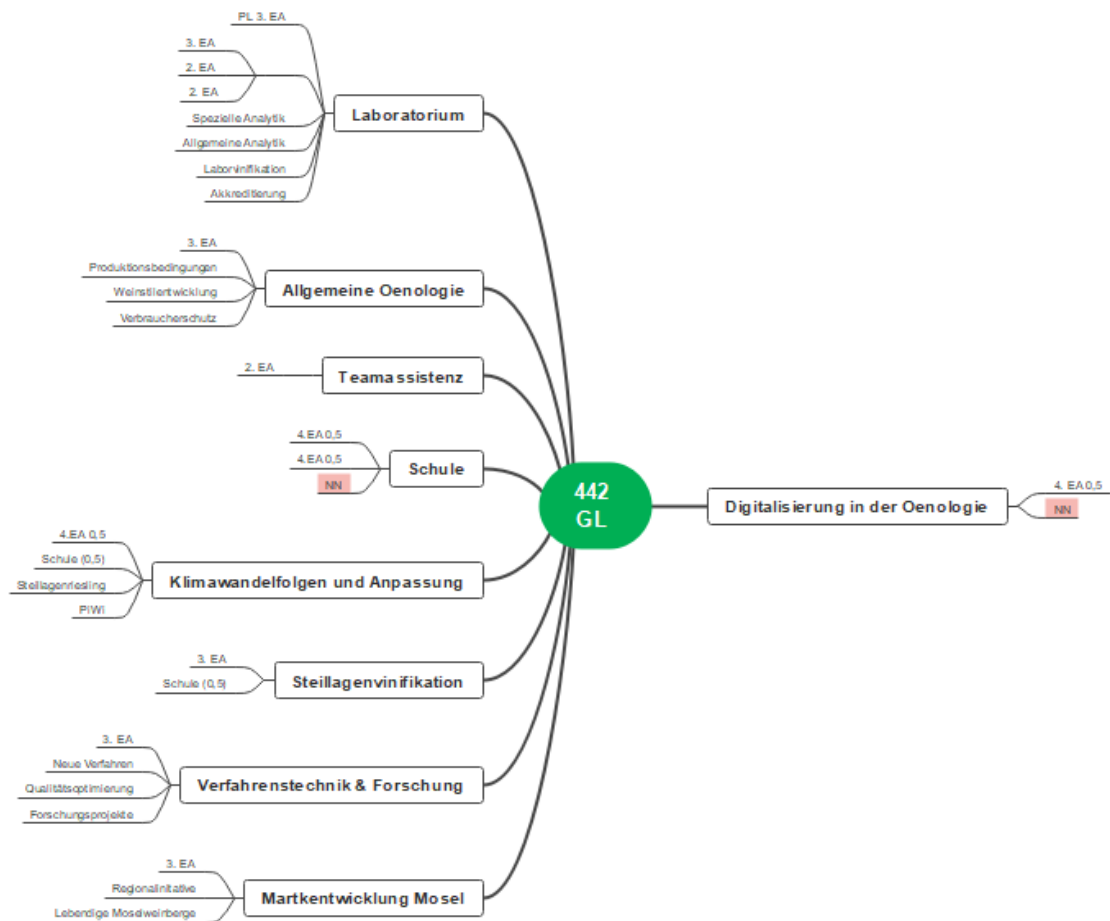 PL 3. EA
3. EA
2. EA
2. EA
Spezielle Analytik
Allgemeine Analytik
Laborvinifikation
Akkreditierung
Laboratorium
3. EA
Produktionsbedingungen
Weinstilentwicklung
Verbraucherschutz
Allgemeine Oenologie
2. EA
Teamassistenz
4.EA 0,5
4.EA 0,5
NN
Schule
4.EA 0,5
Schule (0,5)
Steillagenriesling
PIWI
Klimawandelfolgen und Anpassung
3. EA
Schule (0,5)
Steillagenvinifikation
3. EA
Neue Verfahren
Qualitätsoptimierung
Forschungsprojekte
Verfahrenstechnik & Forschung
3. EA
Regionalinitative
Lebendige Moselweinberge
Martkentwicklung Mosel
442
GL
Digitalisierung in der Oenologie
4. EA 0,5
NN